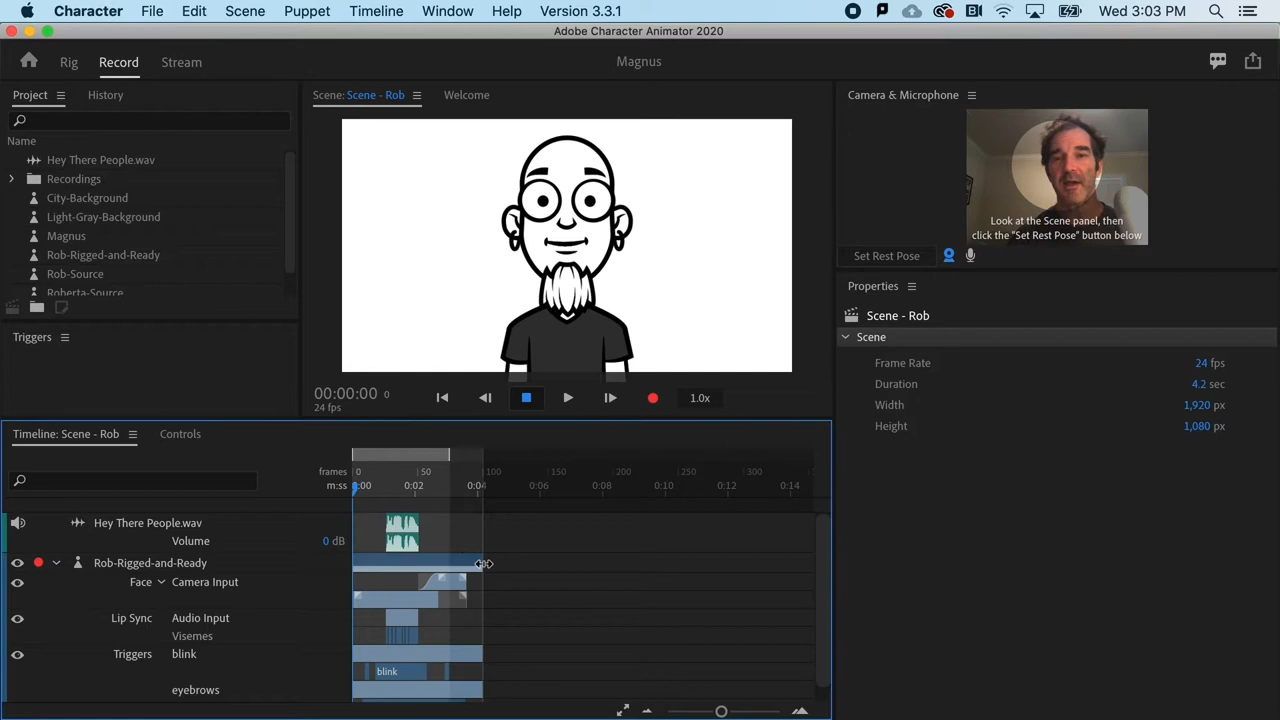 Character File Edit Scene Puppet Timeline Window Help Version 3.3.1 Wed 3:03 PM
Adobe Character Animator 2020
Rig Record Stream Magnus
Project History
Name
Hey There People.wav
Recordings
City-Background
Light-Gray-Background
Magnus
Rob-Rigged-and-Ready
Rob-Source
Roberta-Source
Triggers
Scene: Scene - Rob Welcome
00:00:00 0
24 fps
1.0x
Camera & Microphone
Look at the Scene panel, then
click the "Set Rest Pose" button below
Set Rest Pose
Properties
Scene - Rob
Scene
Frame Rate 24 fps
Duration 4.2 sec
Width 1,920 px
Height 1,080 px
Timeline: Scene - Rob Controls
frames 0 50 100 150 200 250 300
m:ss 0:00 0:02 0:04 0:06 0:08 0:10 0:12 0:14
Hey There People.wav
Volume 0 dB
Rob-Rigged-and-Ready
Face Camera Input
Lip Sync Audio Input
Visemes
Triggers blink
blink
eyebrows